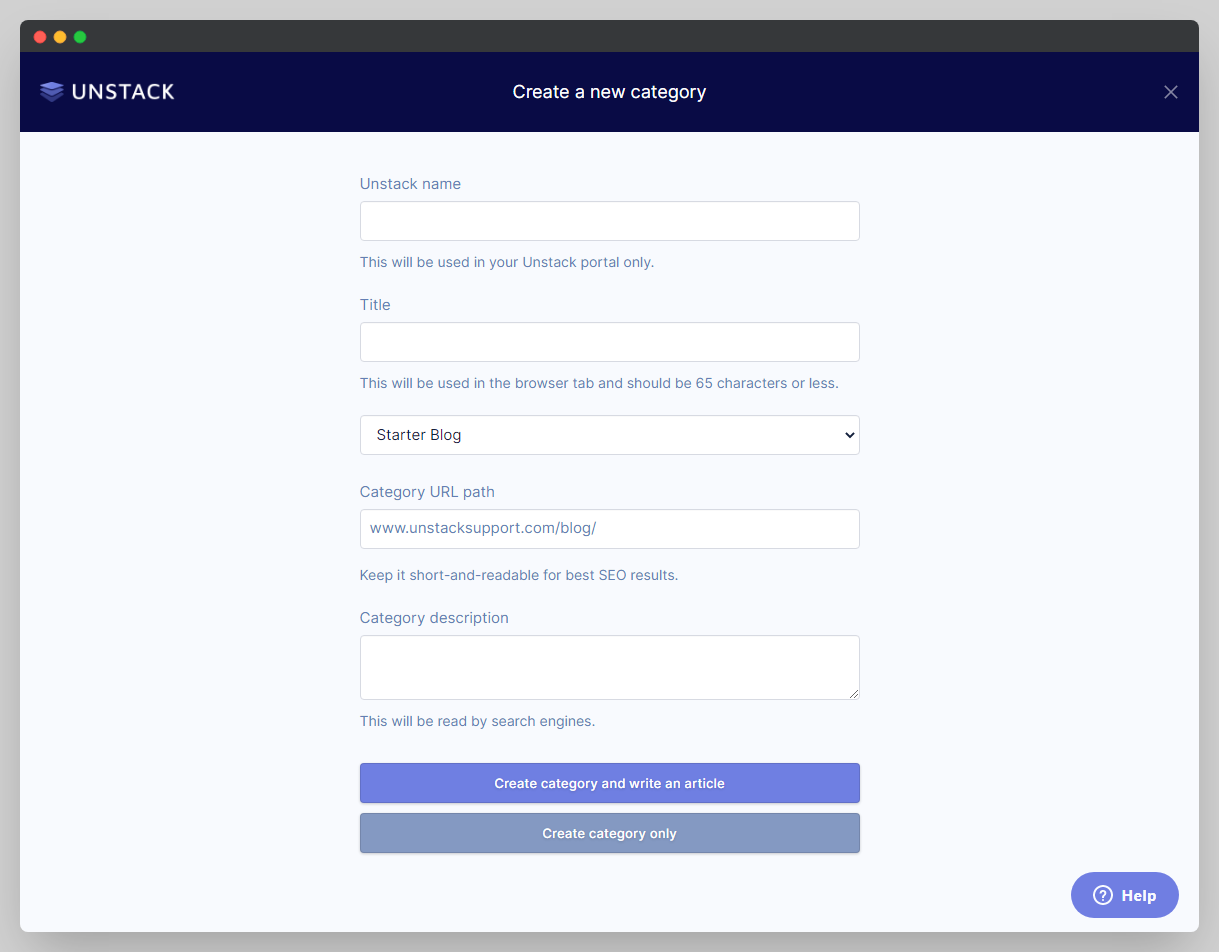 UNSTACK
Create a new category
Unstack name
This will be used in your Unstack portal only.
Title
This will be used in the browser tab and should be 65 characters or less.
Starter Blog
Category URL path
www.unstacksupport.com/blog/
Keep it short-and-readable for best SEO results.
Category description
This will be read by search engines.
Create category and write an article
Create category only
? Help